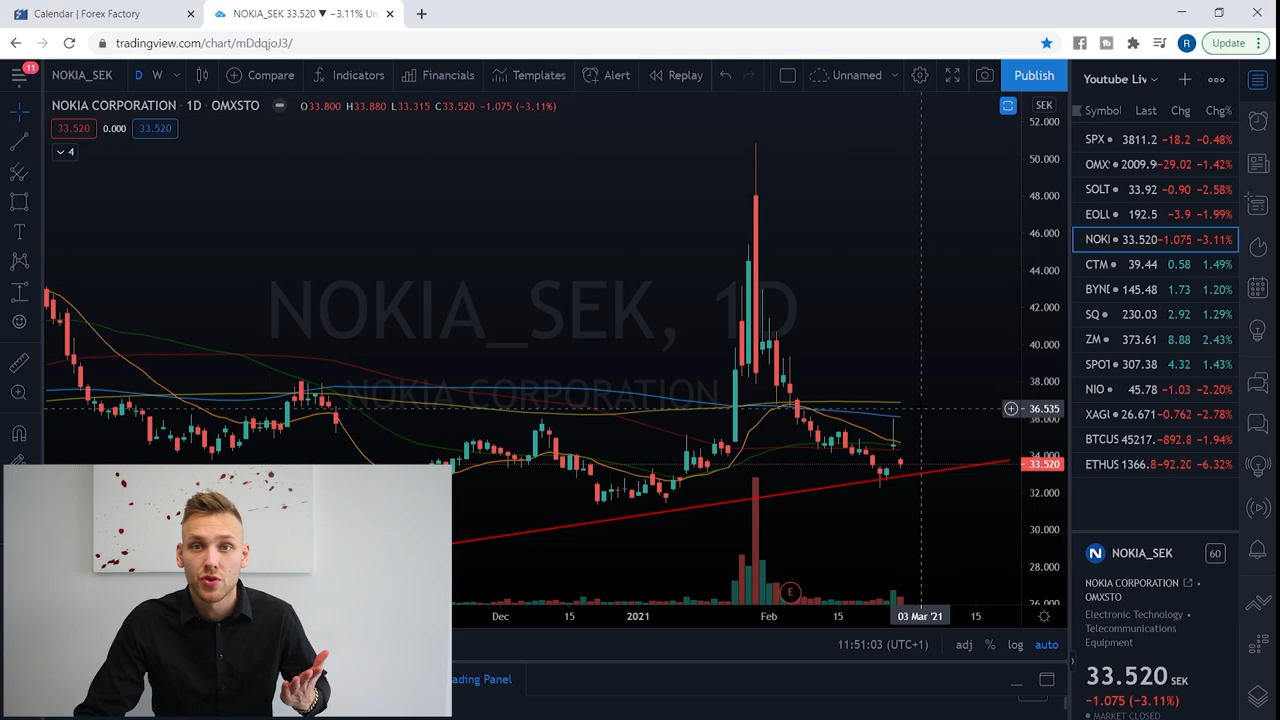 Calendar | Forex Factory
NOKIA_SEK 33.520 ▼ −3.11% Un
tradingview.com/chart/mDdqjoJ3/
R
Update
11
NOKIA_SEK
D
W
Compare
Indicators
Financials
Templates
Alert
Replay
Unnamed
Publish
Youtube Liv
NOKIA CORPORATION · 1D · OMXSTO
O33.800 H33.880 L33.315 C33.520 −1.075 (−3.11%)
33.520 0.000 33.520
4
SEK
52.000
50.000
48.000
46.000
44.000
42.000
40.000
38.000
36.535
36.000
34.000
33.520
32.000
30.000
28.000
26.000
NOKIA_SEK, 1D
NOKIA CORPORATION
E
Dec 15 2021 Feb 15 03 Mar '21 15
11:51:03 (UTC+1) adj % log auto
ading Panel
Symbol Last Chg Chg%
SPX 3811.2 −18.2 −0.48%
OMX 2009.9 −29.02 −1.42%
SOLT 33.92 −0.90 −2.58%
EOLU 192.5 −3.9 −1.99%
NOKI 33.520 −1.075 −3.11%
CTM 39.44 0.58 1.49%
BYND 145.48 1.73 1.20%
SQ 230.03 2.92 1.29%
ZM 373.61 8.88 2.43%
SPOT 307.38 4.32 1.43%
NIO 45.78 −1.03 −2.20%
XAGI 26.671 −0.762 −2.78%
BTCUS 45217. −892.8 −1.94%
ETHUS 1366.8 −92.20 −6.32%
N NOKIA_SEK 60
NOKIA CORPORATION
OMXSTO
Electronic Technology •
Telecommunications
Equipment
33.520 SEK
−1.075 (−3.11%)
MARKET CLOSED